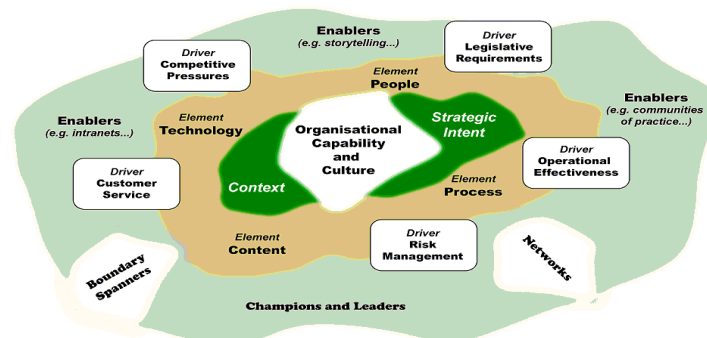 Enablers
(e.g. storytelling...)
Driver
Legislative
Requirements
Driver
Competitive
Pressures
Element
People
Enablers
(e.g. intranets...)
Enablers
(e.g. communities
of practice...)
Element
Technology
Strategic
Intent
Organisational
Capability
and
Culture
Driver
Operational
Effectiveness
Driver
Customer
Service
Context
Element
Process
Element
Content
Driver
Risk
Management
Boundary
Spanners
Networks
Champions and Leaders